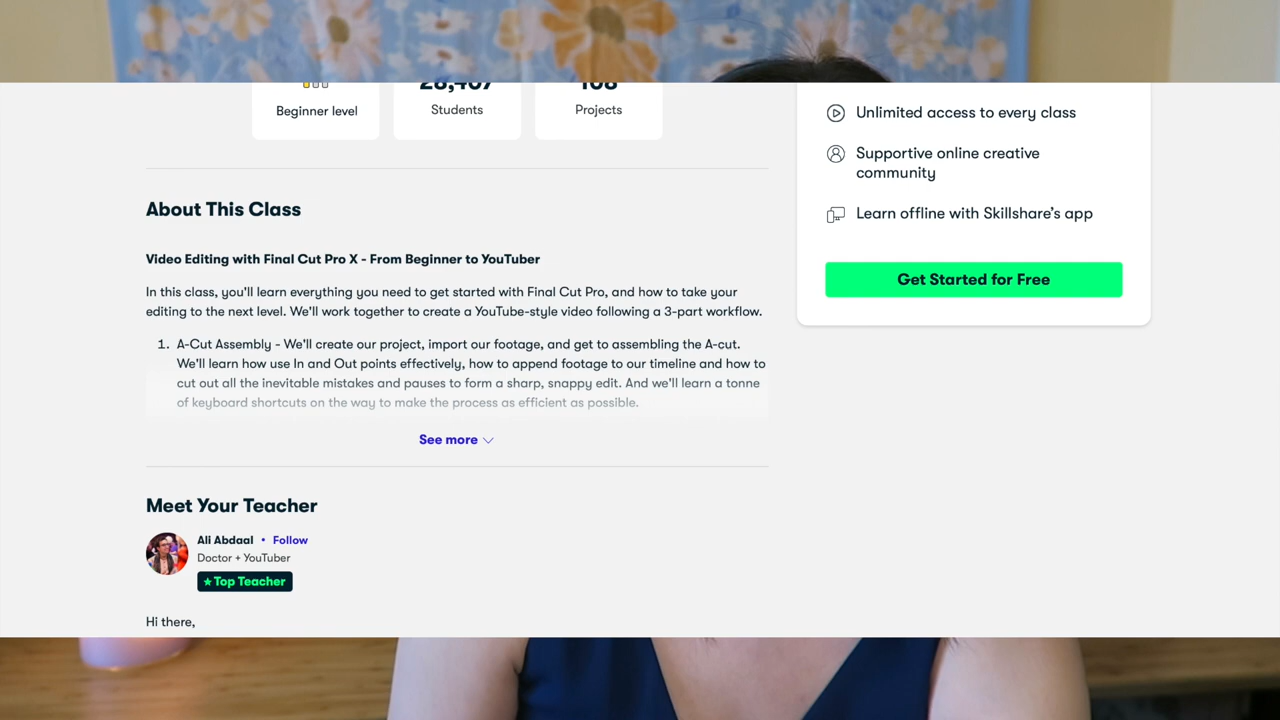 Beginner level
Students
Projects
Unlimited access to every class
Supportive online creative
community
Learn offline with Skillshare's app
Get Started for Free
About This Class
Video Editing with Final Cut Pro X - From Beginner to YouTuber
In this class, you'll learn everything you need to get started with Final Cut Pro, and how to take your
editing to the next level. We'll work together to create a YouTube-style video following a 3-part workflow.
1. A-Cut Assembly - We'll create our project, import our footage, and get to assembling the A-cut.
We'll learn how use In and Out points effectively, how to append footage to our timeline and how to
cut out all the inevitable mistakes and pauses to form a sharp, snappy edit. And we'll learn a tonne
of keyboard shortcuts on the way to make the process as efficient as possible.
See more
Meet Your Teacher
Ali Abdaal • Follow
Doctor + YouTuber
Top Teacher
Hi there,